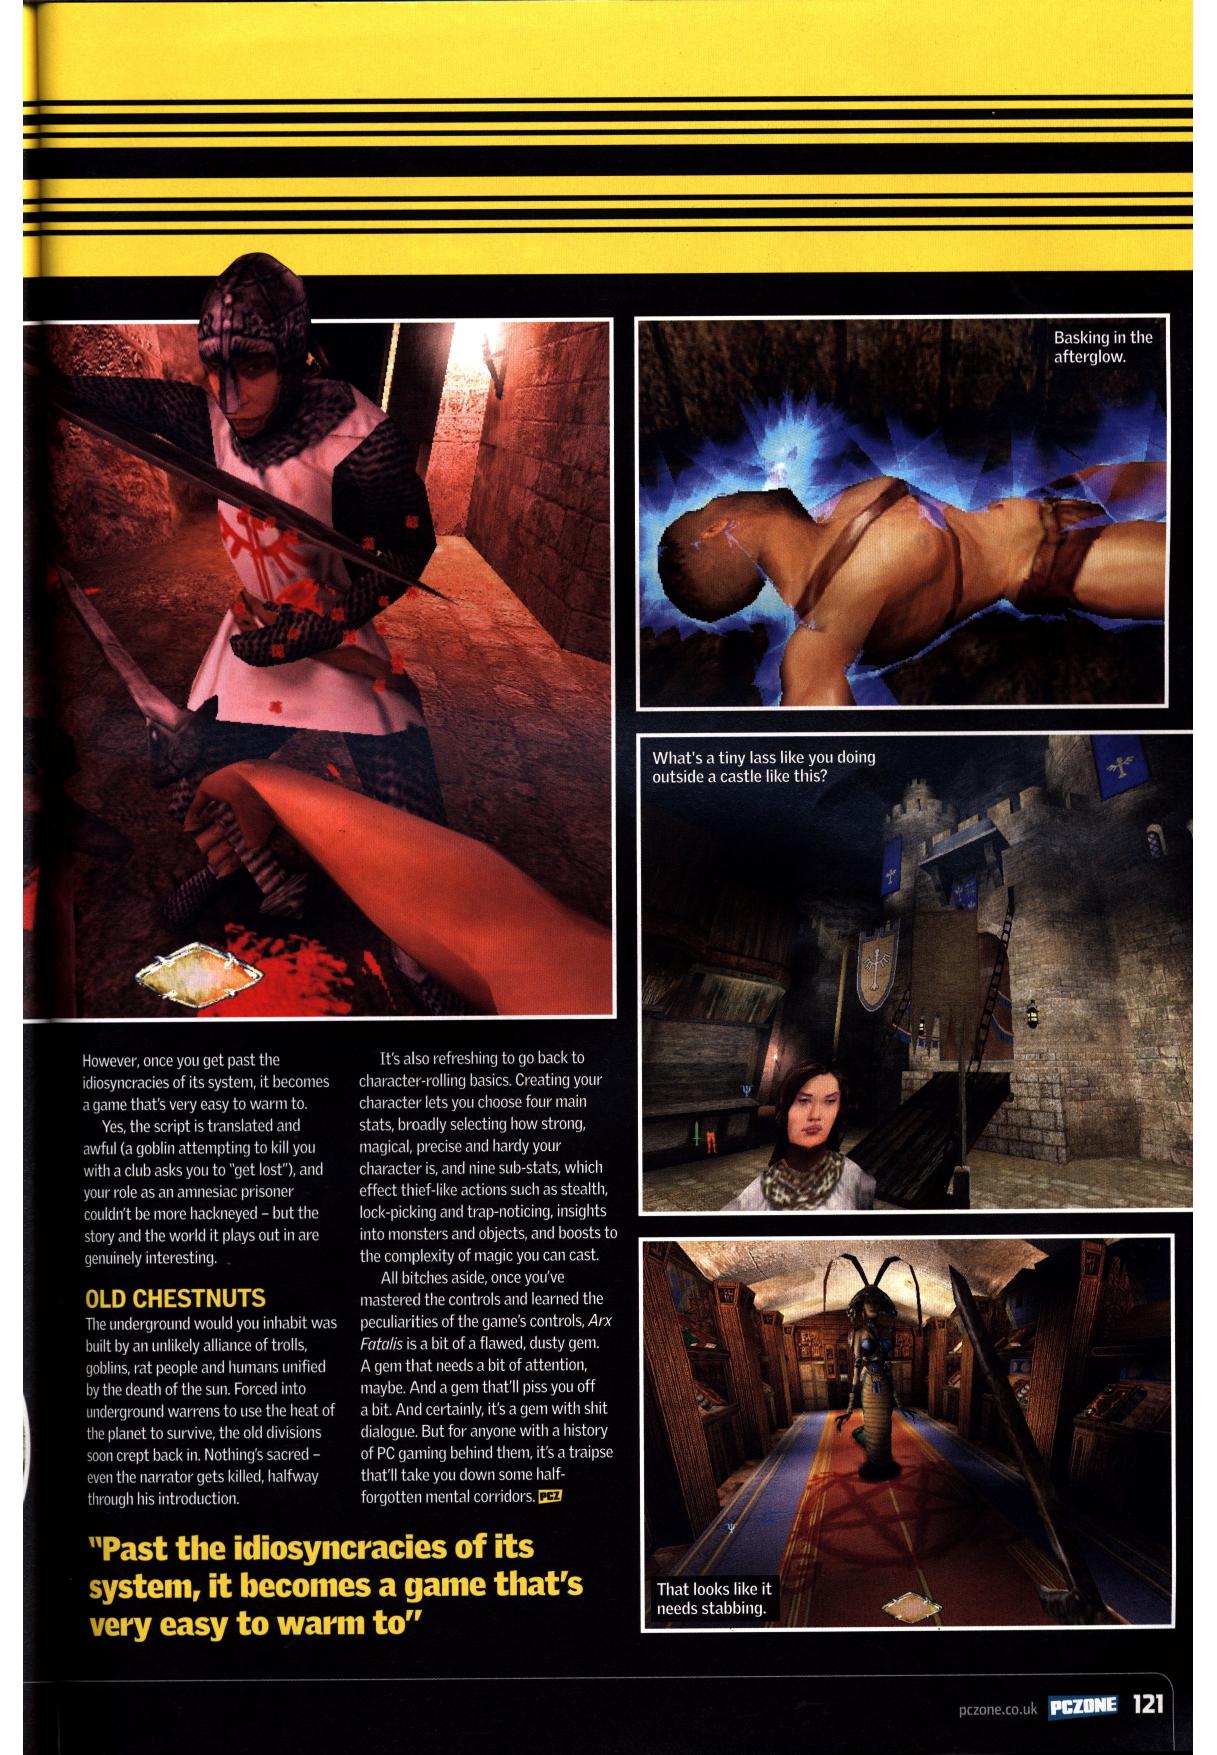 Basking in the
afterglow.
What's a tiny lass like you doing
outside a castle like this?
However, once you get past the
idiosyncracies of its system, it becomes
a game that's very easy to warm to.
Yes, the script is translated and
awful (a goblin attempting to kill you
with a club asks you to "get lost"), and
your role as an amnesiac prisoner
couldn't be more hackneyed – but the
story and the world it plays out in are
genuinely interesting.
OLD CHESTNUTS
The underground would you inhabit was
built by an unlikely alliance of trolls,
goblins, rat people and humans unified
by the death of the sun. Forced into
underground warrens to use the heat of
the planet to survive, the old divisions
soon crept back in. Nothing's sacred –
even the narrator gets killed, halfway
through his introduction.
It's also refreshing to go back to
character-rolling basics. Creating your
character lets you choose four main
stats, broadly selecting how strong,
magical, precise and hardy your
character is, and nine sub-stats, which
effect thief-like actions such as stealth,
lock-picking and trap-noticing, insights
into monsters and objects, and boosts to
the complexity of magic you can cast.
All bitches aside, once you've
mastered the controls and learned the
peculiarities of the game's controls, Arx
Fatalis is a bit of a flawed, dusty gem.
A gem that needs a bit of attention,
maybe. And a gem that'll piss you off
a bit. And certainly, it's a gem with shit
dialogue. But for anyone with a history
of PC gaming behind them, it's a traipse
that'll take you down some half-
forgotten mental corridors. PCZ
"Past the idiosyncracies of its
system, it becomes a game that's
very easy to warm to"
That looks like it
needs stabbing.
pczone.co.uk PCZONE 121